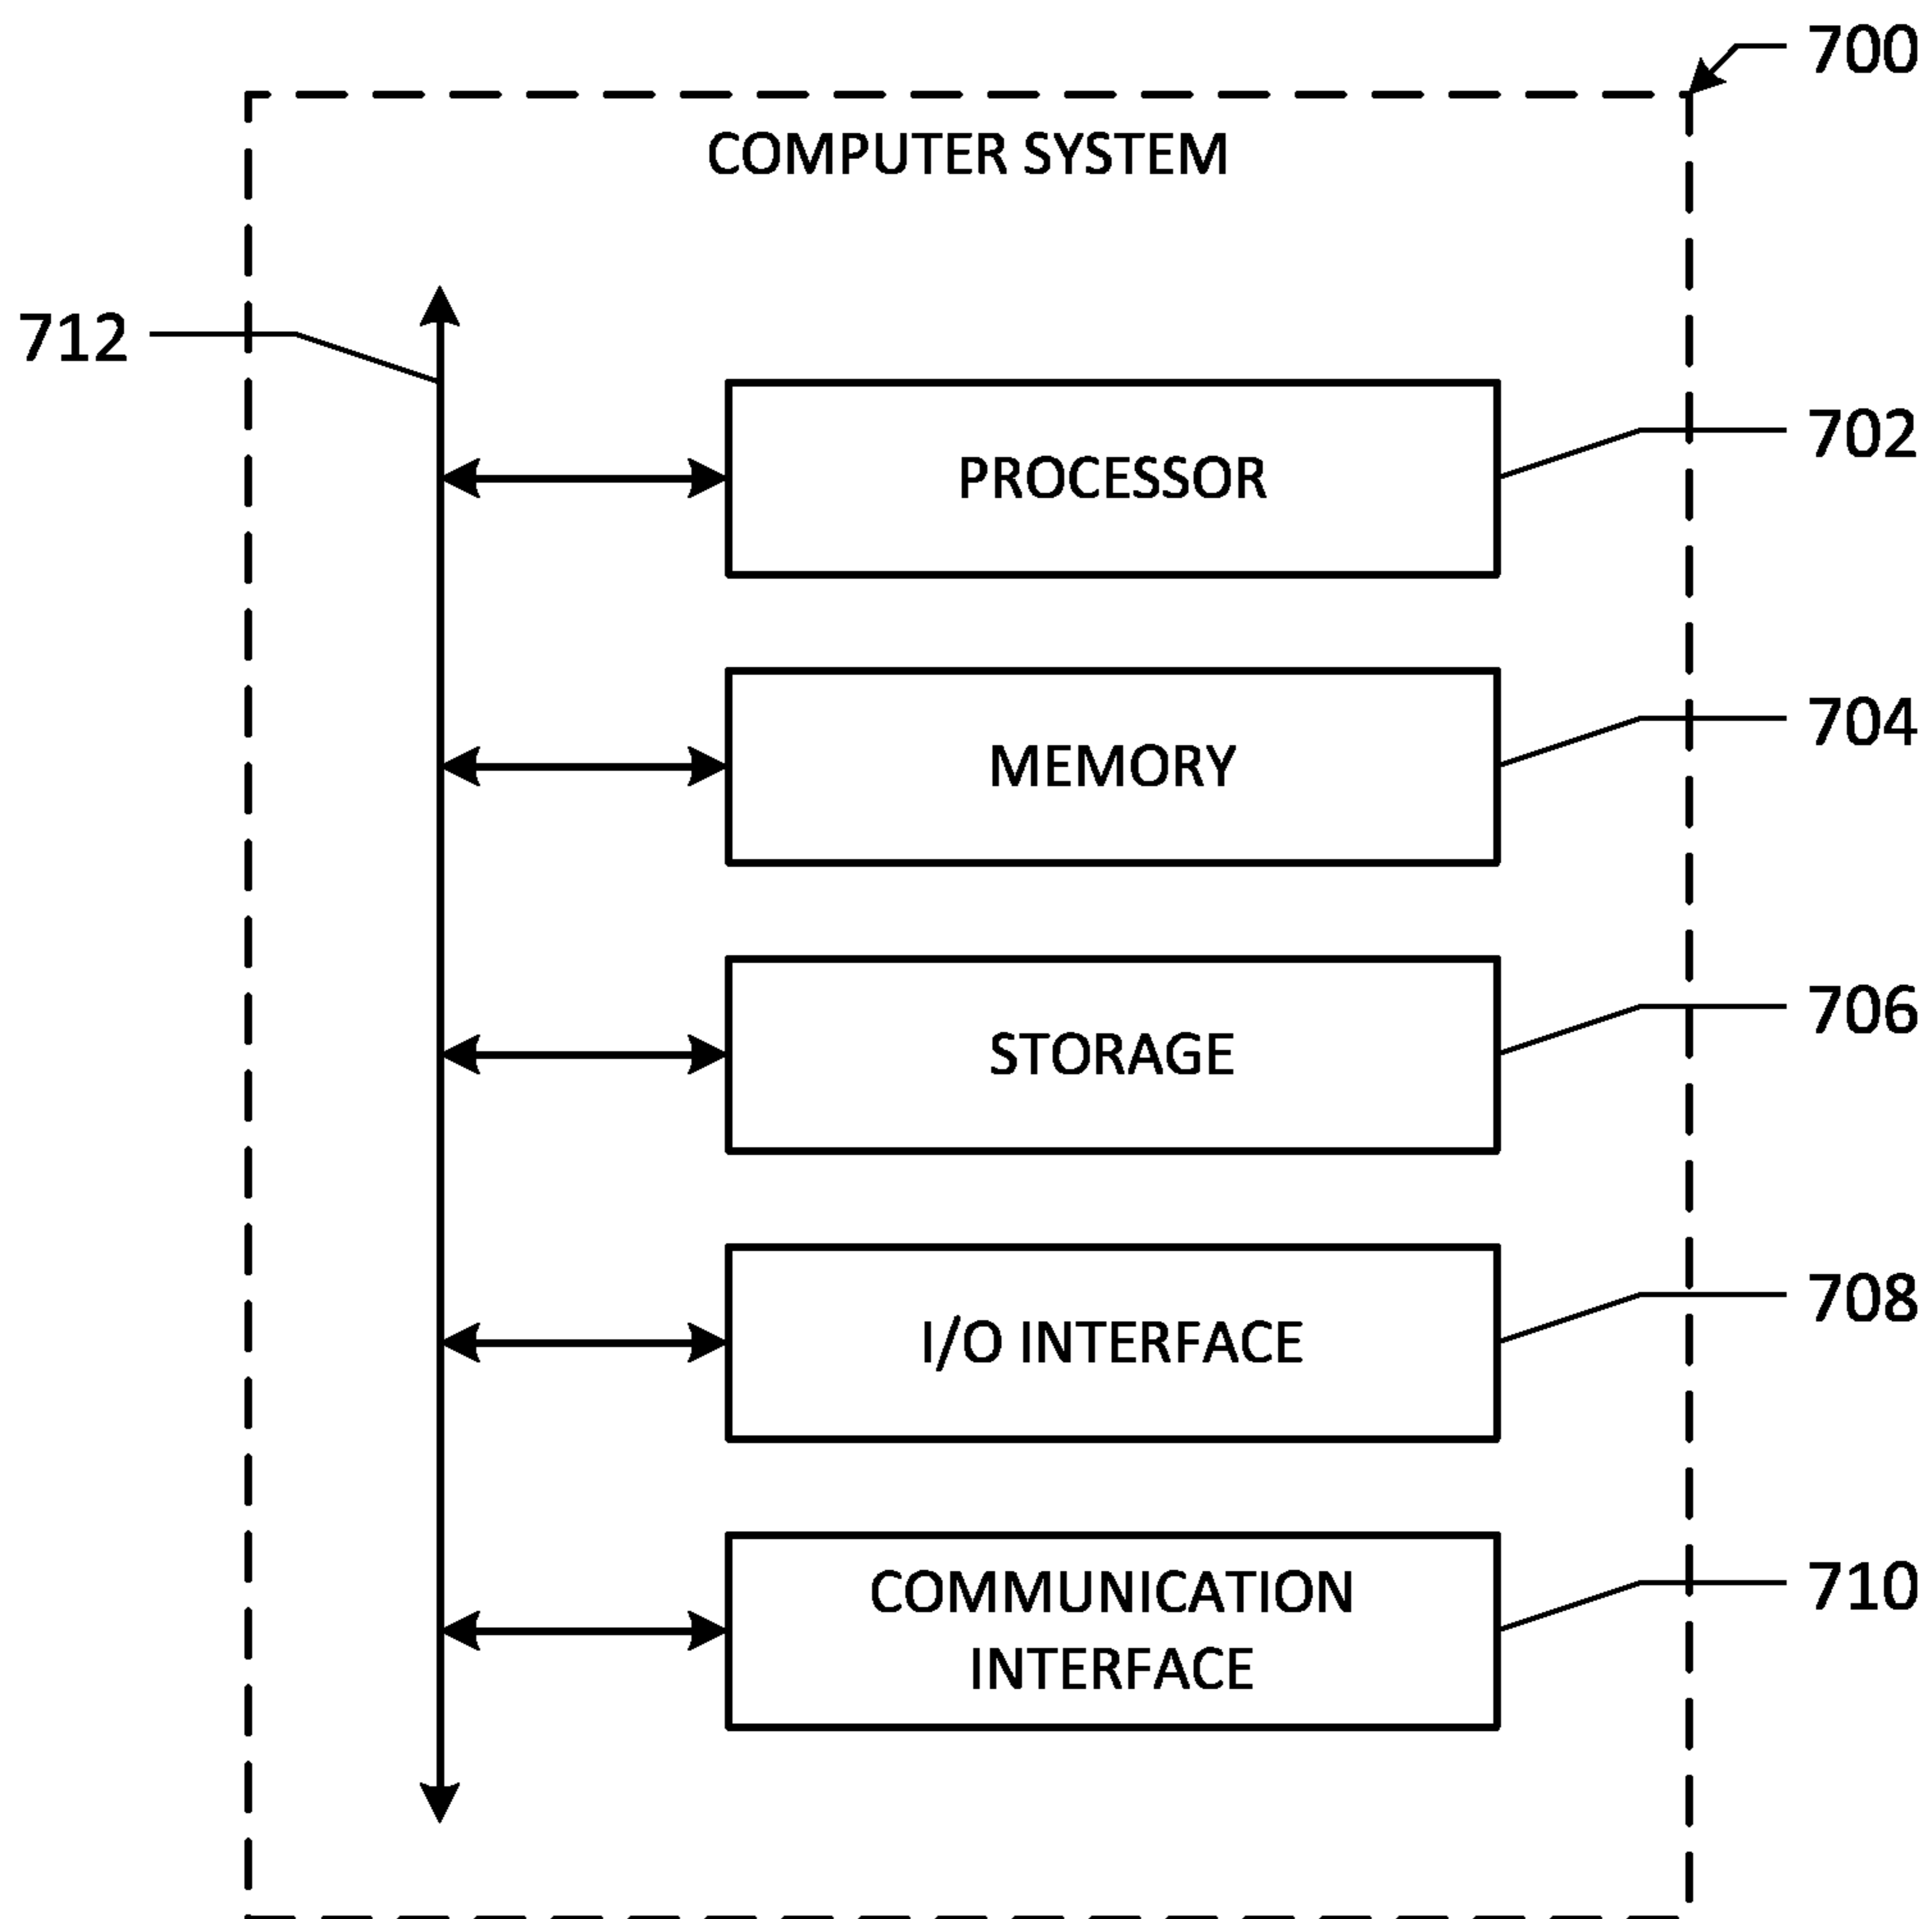 700
COMPUTER SYSTEM
712
702
PROCESSOR
704
MEMORY
706
STORAGE
708
I/O INTERFACE
710
COMMUNICATION
INTERFACE